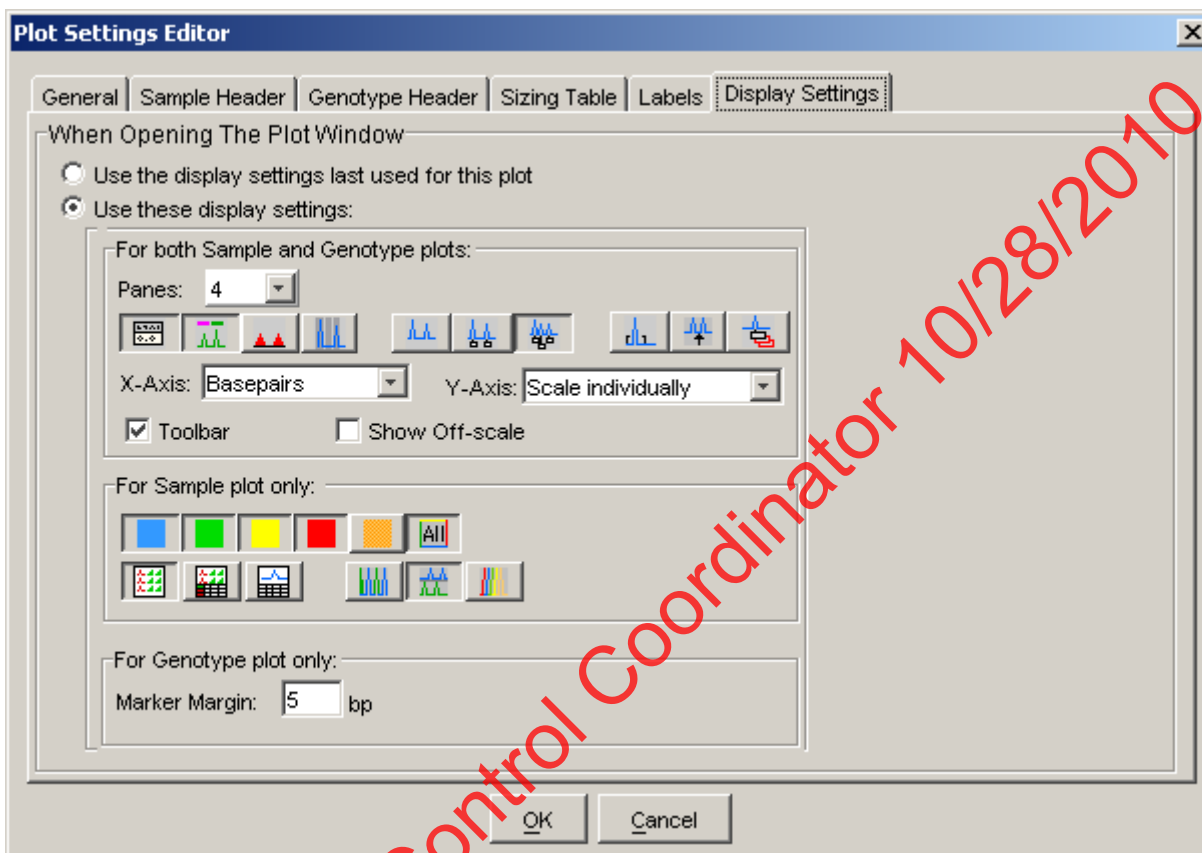 Plot Settings Editor
General Sample Header Genotype Header Sizing Table Labels Display Settings
When Opening The Plot Window
Use the display settings last used for this plot
Use these display settings:
For both Sample and Genotype plots:
Panes: 4
X-Axis: Basepairs Y-Axis: Scale individually
Toolbar Show Off-scale
For Sample plot only:
All
For Genotype plot only:
Marker Margin: 5 bp
OK Cancel
Control Coordinator 10/28/2010